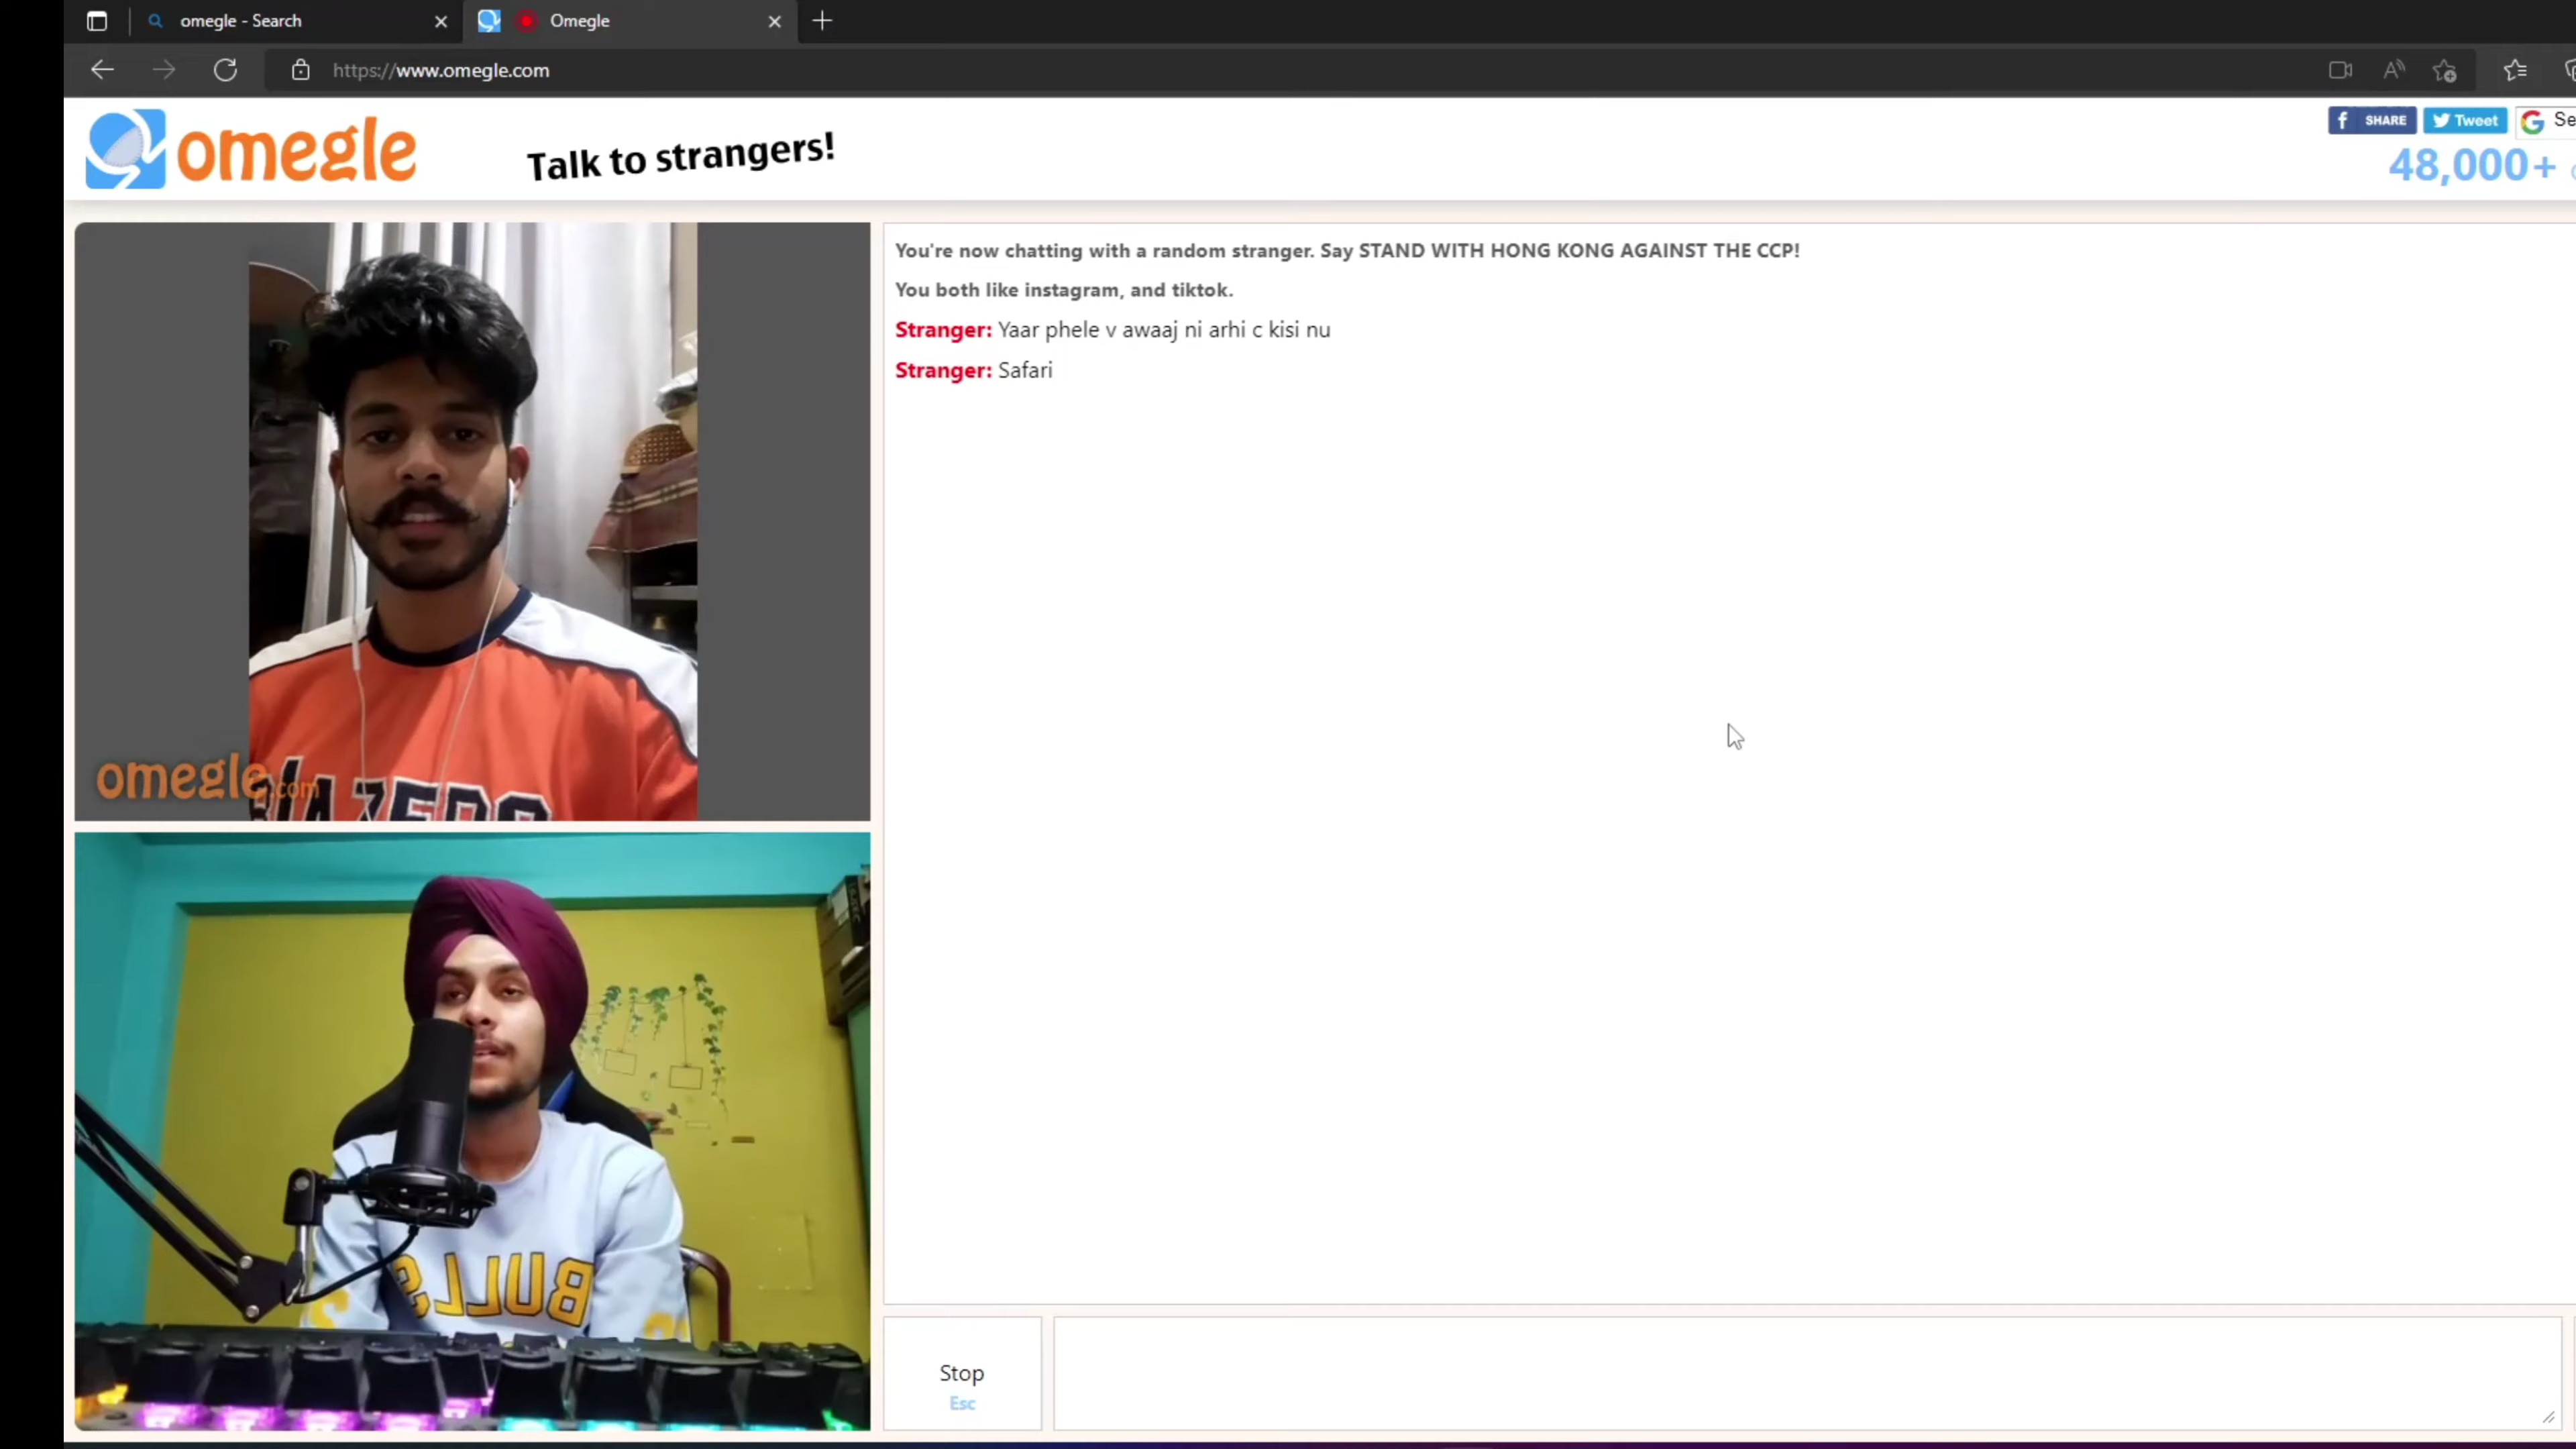 omegle - Search
Omegle
https://www.omegle.com
omegle
Talk to strangers!
SHARE
Tweet
48,000+
You're now chatting with a random stranger. Say STAND WITH HONG KONG AGAINST THE CCP!
You both like instagram, and tiktok.
Stranger: Yaar phele v awaaj ni arhi c kisi nu
Stranger: Safari
omegle.com
BULLS
Stop
Esc